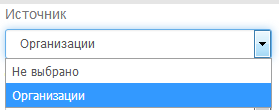 Источник
Организации
Не выбрано
Организации